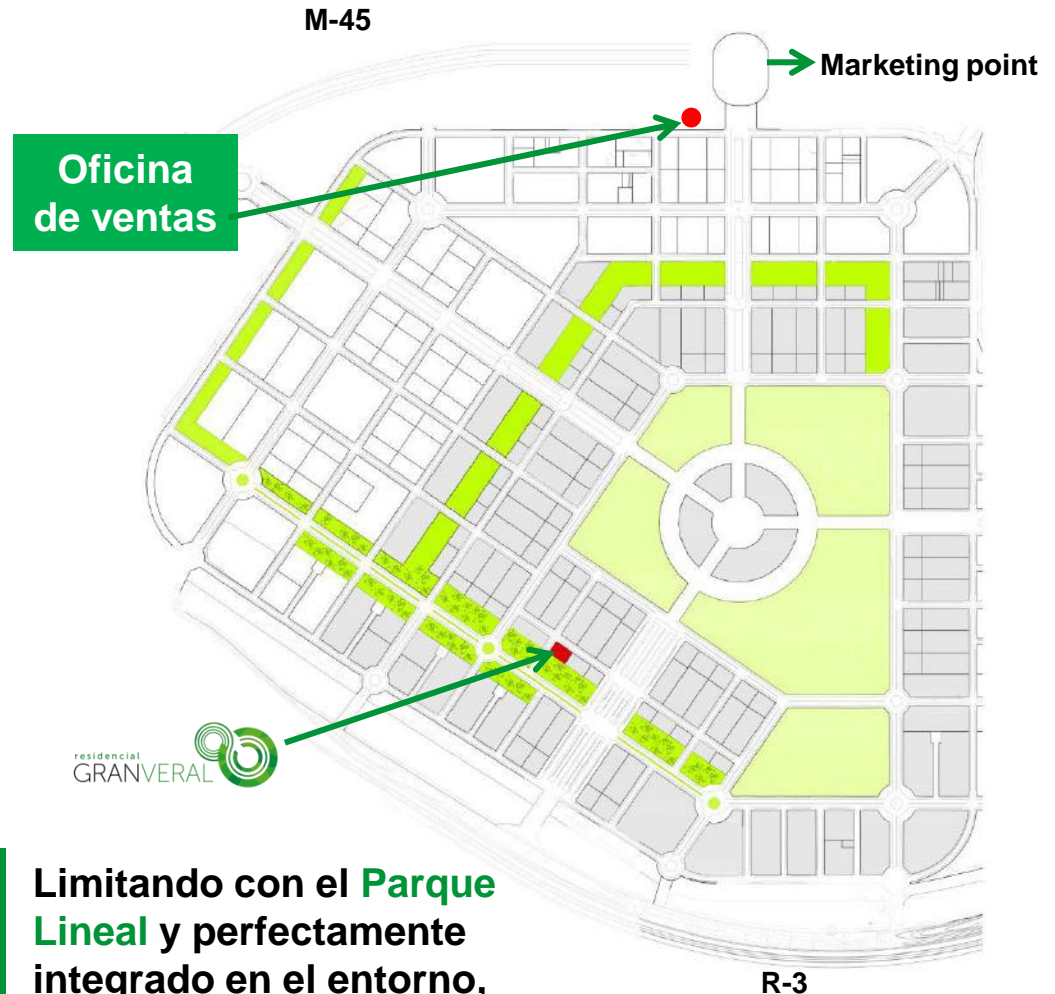 M-45
Marketing point
Oficina
de ventas
residencial
GRANVERAL
Limitando con el Parque
Lineal y perfectamente
integrado en el entorno,
R-3